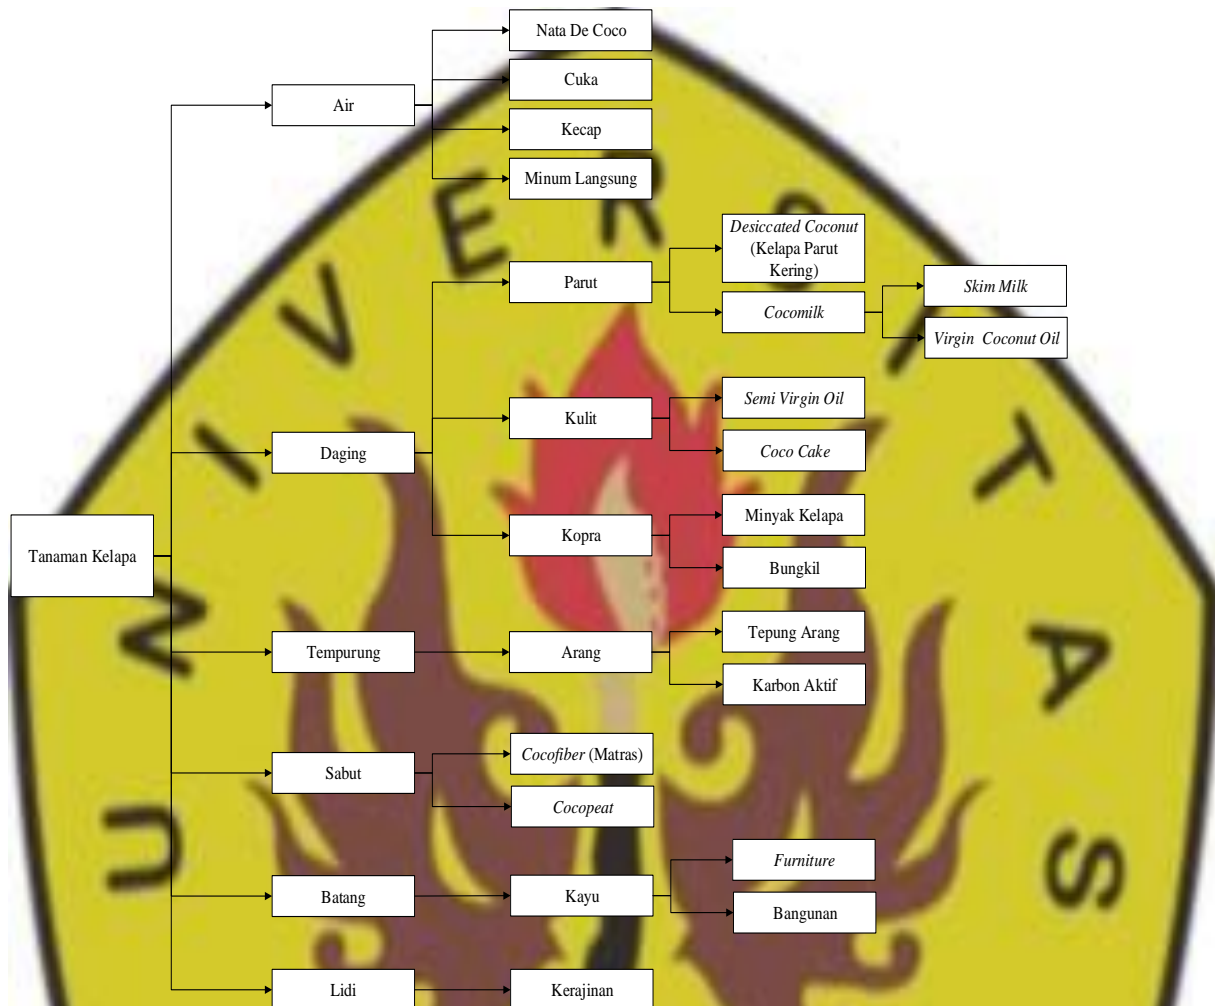 Nata De Coco
Cuka
Air
Kecap
Minum Langsung
Desiccated Coconut
(Kelapa Parut
Kering)
Parut
Skim Milk
Cocomilk
Virgin Coconut Oil
Semi Virgin Oil
Kulit
Daging
Coco Cake
Minyak Kelapa
Kopra
Tanaman Kelapa
Bungkil
Tepung Arang
Tempurung
Arang
Karbon Aktif
Cocofiber (Matras)
Sabut
Cocopeat
Furniture
Batang
Kayu
Bangunan
Lidi
Kerajinan
UNIVERSITAS